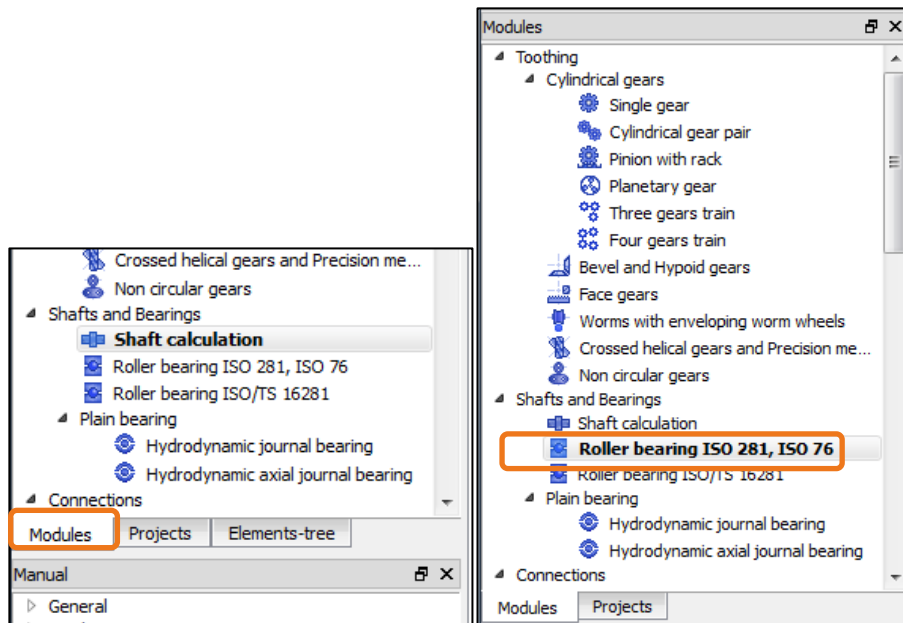 Crossed helical gears and Precision me...
Non circular gears
Shafts and Bearings
Shaft calculation
Roller bearing ISO 281, ISO 76
Roller bearing ISO/TS 16281
Plain bearing
Hydrodynamic journal bearing
Hydrodynamic axial journal bearing
Connections
Modules Projects Elements-tree
Manual
General
Modules
Toothing
Cylindrical gears
Single gear
Cylindrical gear pair
Pinion with rack
Planetary gear
Three gears train
Four gears train
Bevel and Hypoid gears
Face gears
Worms with enveloping worm wheels
Crossed helical gears and Precision me...
Non circular gears
Shafts and Bearings
Shaft calculation
Roller bearing ISO 281, ISO 76
Roller bearing ISO/TS 16281
Plain bearing
Hydrodynamic journal bearing
Hydrodynamic axial journal bearing
Connections
Modules Projects